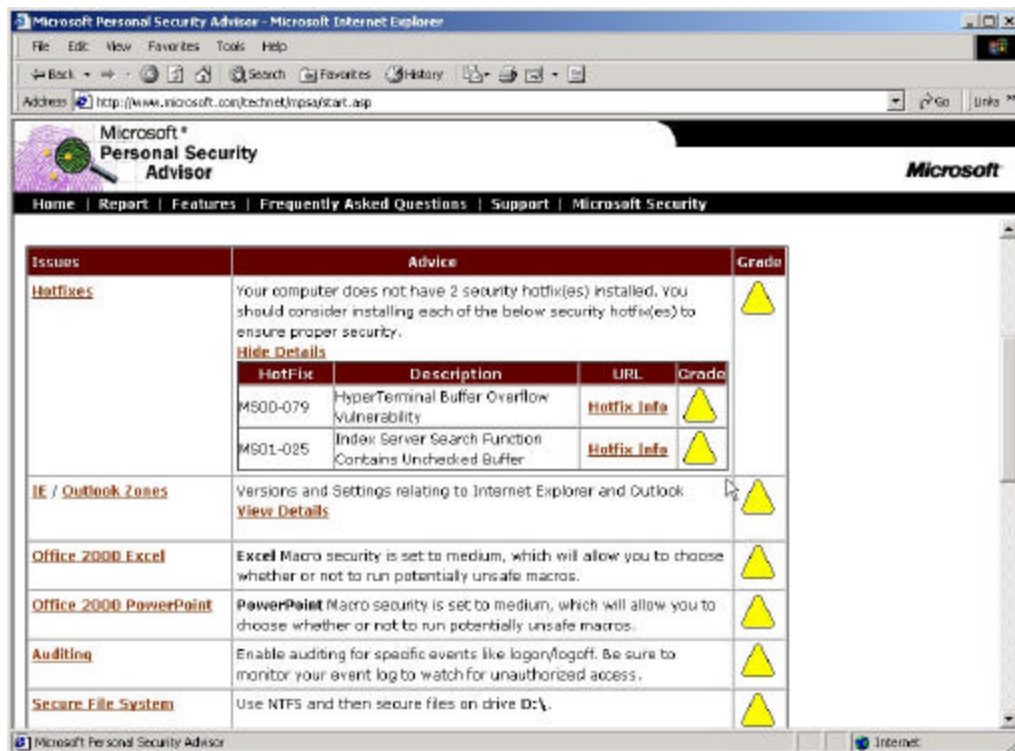 Microsoft Personal Security Advisor - Microsoft Internet Explorer
File Edit View Favorites Tools Help
Back Search Favorites History
Address http://www.microsoft.com/technet/mpsa/start.asp Go Links »
Microsoft®
Personal Security
Advisor
Microsoft
Home | Report | Features | Frequently Asked Questions | Support | Microsoft Security
Issues Advice Grade
Hotfixes
Your computer does not have 2 security hotfix(es) installed. You
should consider installing each of the below security hotfix(es) to
ensure proper security.
Hide Details
HotFix Description URL Grade
MS00-079 HyperTerminal Buffer Overflow
Vulnerability Hotfix Info
MS01-025 Index Server Search Function
Contains Unchecked Buffer Hotfix Info
IE / Outlook Zones Versions and Settings relating to Internet Explorer and Outlook
View Details
Office 2000 Excel Excel Macro security is set to medium, which will allow you to choose
whether or not to run potentially unsafe macros.
Office 2000 PowerPoint PowerPoint Macro security is set to medium, which will allow you to
choose whether or not to run potentially unsafe macros.
Auditing Enable auditing for specific events like logon/logoff. Be sure to
monitor your event log to watch for unauthorized access.
Secure File System Use NTFS and then secure files on drive D:\.
Microsoft Personal Security Advisor Internet